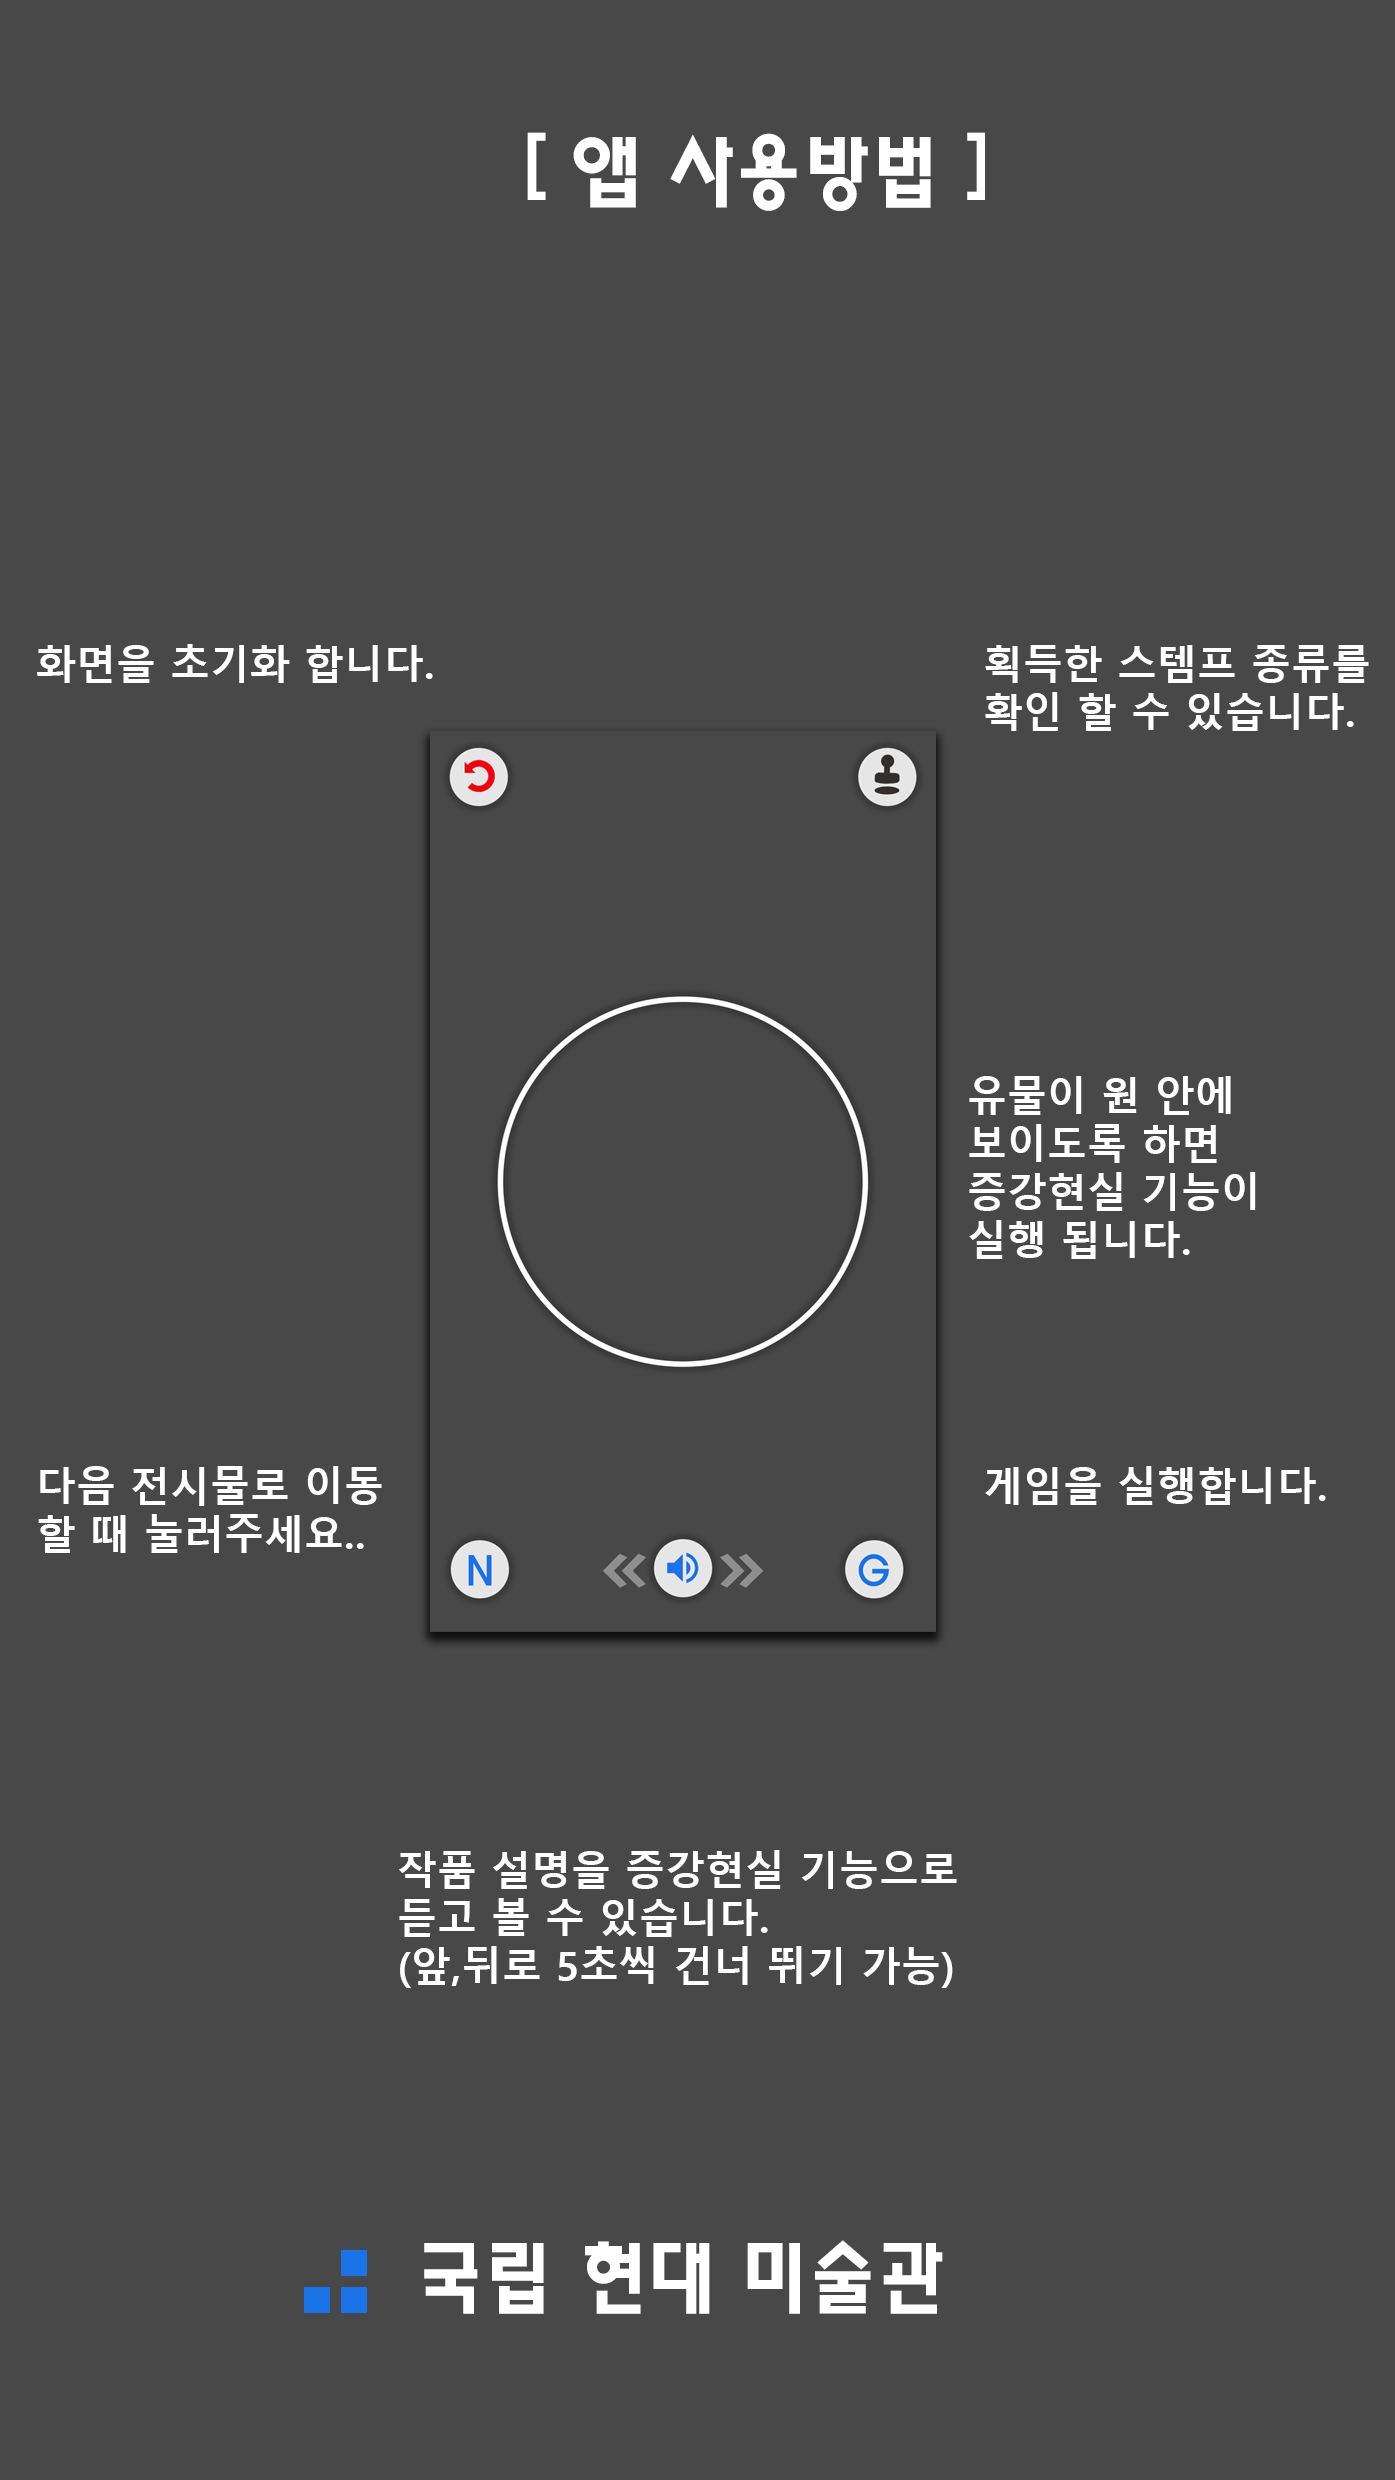 [ 앱 사용방법 ]
화면을 초기화 합니다.
획득한 스템프 종류를
확인 할 수 있습니다.
유물이 원 안에
보이도록 하면
증강현실 기능이
실행 됩니다.
다음 전시물로 이동
할 때 눌러주세요..
게임을 실행합니다.
N
G
작품 설명을 증강현실 기능으로
듣고 볼 수 있습니다.
(앞,뒤로 5초씩 건너 뛰기 가능)
국립 현대 미술관